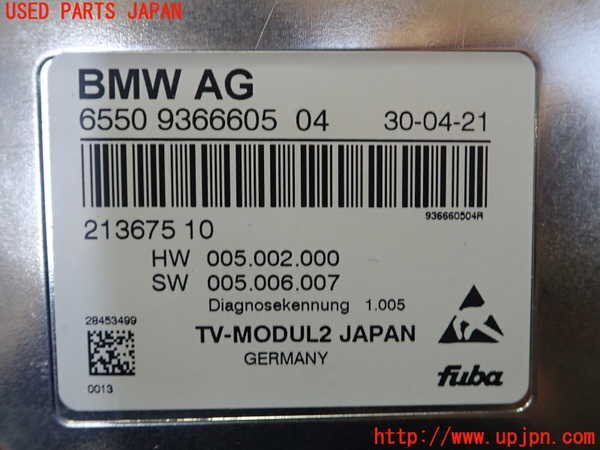 USED PARTS JAPAN
BMW AG
6550 9366605 04 30-04-21
936660504R
213675 10
HW 005.002.000
SW 005.006.007
Diagnosekennung 1.005
28453499
TV-MODUL2 JAPAN
GERMANY
0013
fuba
http://www.upjpn.com/